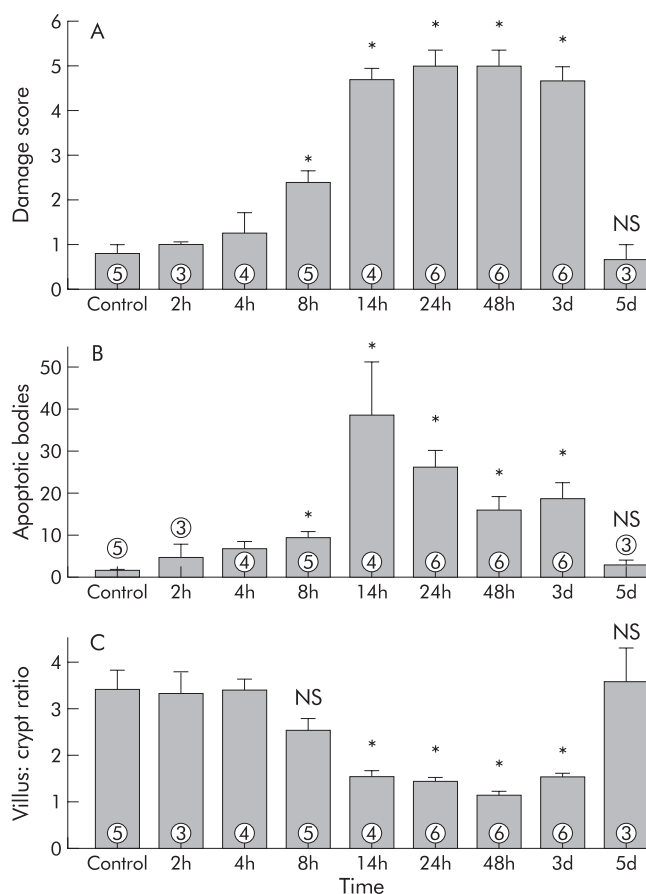 A
6
5
4
3
2
1
0
Damage score
* * * * * NS
5 3 4 5 4 6 6 6 3
Control 2h 4h 8h 14h 24h 48h 3d 5d
B
50
40
30
20
10
0
Apoptotic bodies
* * * * * NS
5 3 4 5 4 6 6 6 3
Control 2h 4h 8h 14h 24h 48h 3d 5d
C
4
3
2
1
0
Villus: crypt ratio
NS * * * * NS
5 3 4 5 4 6 6 6 3
Control 2h 4h 8h 14h 24h 48h 3d 5d
Time